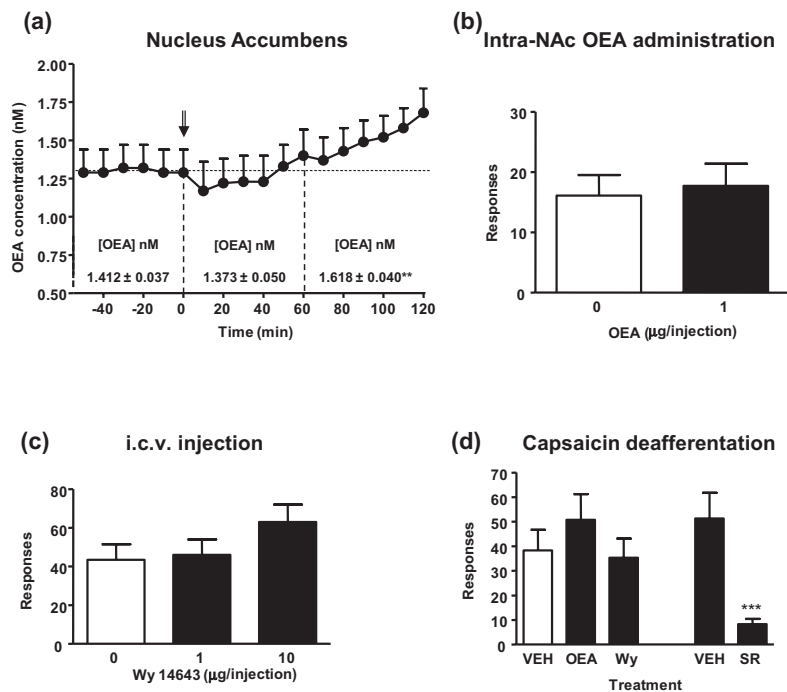 (a)
Nucleus Accumbens
OEA concentration (nM)
2.00
1.75
1.50
1.25
1.00
0.75
0.50
[OEA] nM
[OEA] nM
[OEA] nM
1.412 ± 0.037
1.373 ± 0.050
1.618 ± 0.040**
-40 -20 0 20 40 60 80 100 120
Time (min)
(b)
Intra-NAc OEA administration
Responses
30
20
10
0
0 1
OEA (µg/injection)
(c)
i.c.v. injection
Responses
80
60
40
20
0
0 1 10
Wy 14643 (µg/injection)
(d)
Capsaicin deafferentation
Responses
70
60
50
40
30
20
10
0
***
VEH OEA Wy VEH SR
Treatment